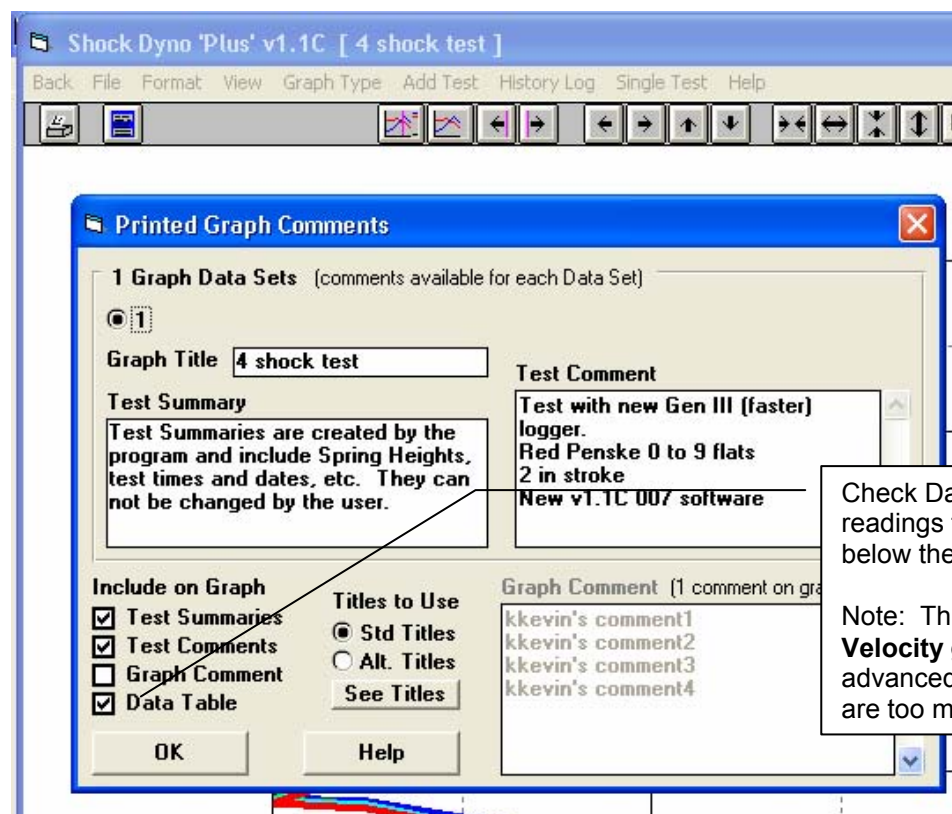 Shock Dyno 'Plus' v1.1C [ 4 shock test ]
Back File Format View Graph Type Add Test History Log Single Test Help
Printed Graph Comments
1 Graph Data Sets (comments available for each Data Set)
1
Graph Title 4 shock test
Test Summary
Test Summaries are created by the
program and include Spring Heights,
test times and dates, etc. They can
not be changed by the user.
Test Comment
Test with new Gen III (faster)
logger.
Red Penske 0 to 9 flats
2 in stroke
New v1.1C 007 software
Check Da
readings
below the
Note: Th
Velocity
advanced
are too m
Include on Graph
Test Summaries
Test Comments
Graph Comment
Data Table
Titles to Use
Std Titles
Alt. Titles
See Titles
Graph Comment (1 comment on gra
kkevin's comment1
kkevin's comment2
kkevin's comment3
kkevin's comment4
OK
Help